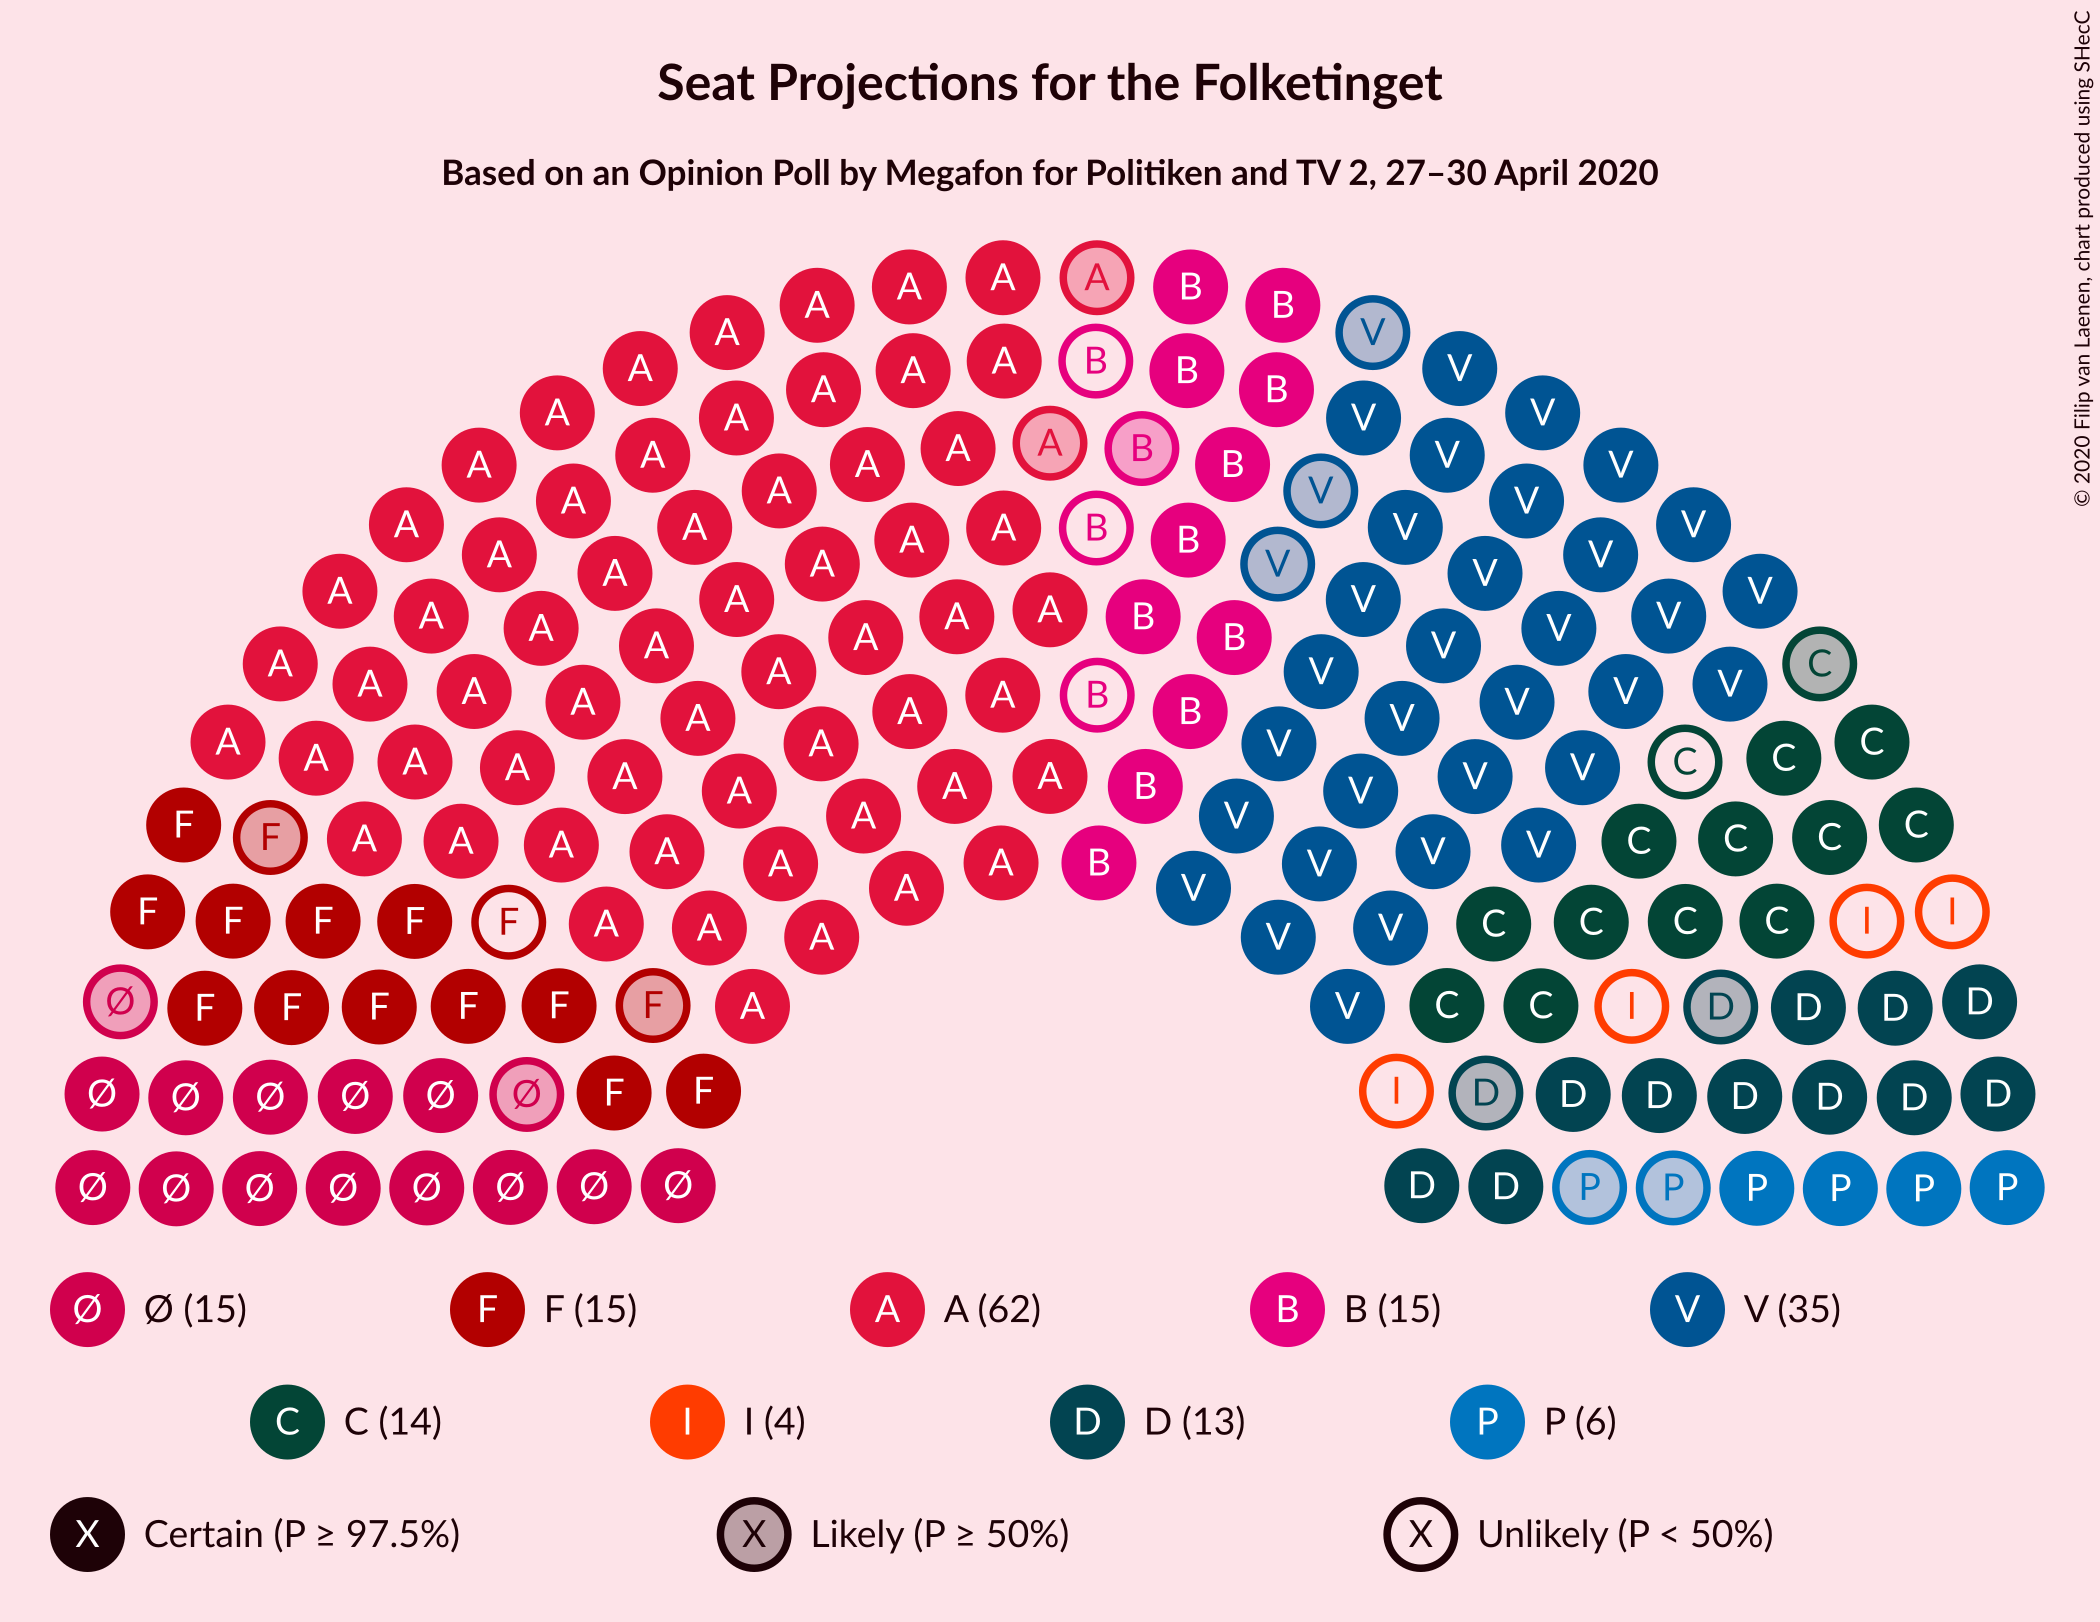 Seat Projections for the Folketinget
Based on an Opinion Poll by Megafon for Politiken and TV 2, 27–30 April 2020
© 2020 Filip van Laenen, chart produced using SHecC
A A
A B
A B
A V
A B
A V
A B
A B
A V
A V
A
A B
A V
A A B V
A V
A V
A A A B V V
A B
A V
A V
A V
A A V V
A
A A B V
A V
A B
A V
A A V C
A V
A A B V
A A B V
A V
A A V C
A A A V C C
A A V
A A B V
A V
F C
F A A A A V V C C C
A A B V
A V
F F F F F A A V C C C C I I
A V
Ø F F F F F F A V C C I D D D D
Ø Ø Ø Ø Ø Ø F F I D D D D D D D
Ø Ø Ø Ø Ø Ø Ø Ø D D P P P P P P
Ø Ø (15) F F (15) A A (62) B B (15) V V (35)
C C (14) I I (4) D D (13) P P (6)
X Certain (P ≥ 97.5%) X Likely (P ≥ 50%) X Unlikely (P < 50%)